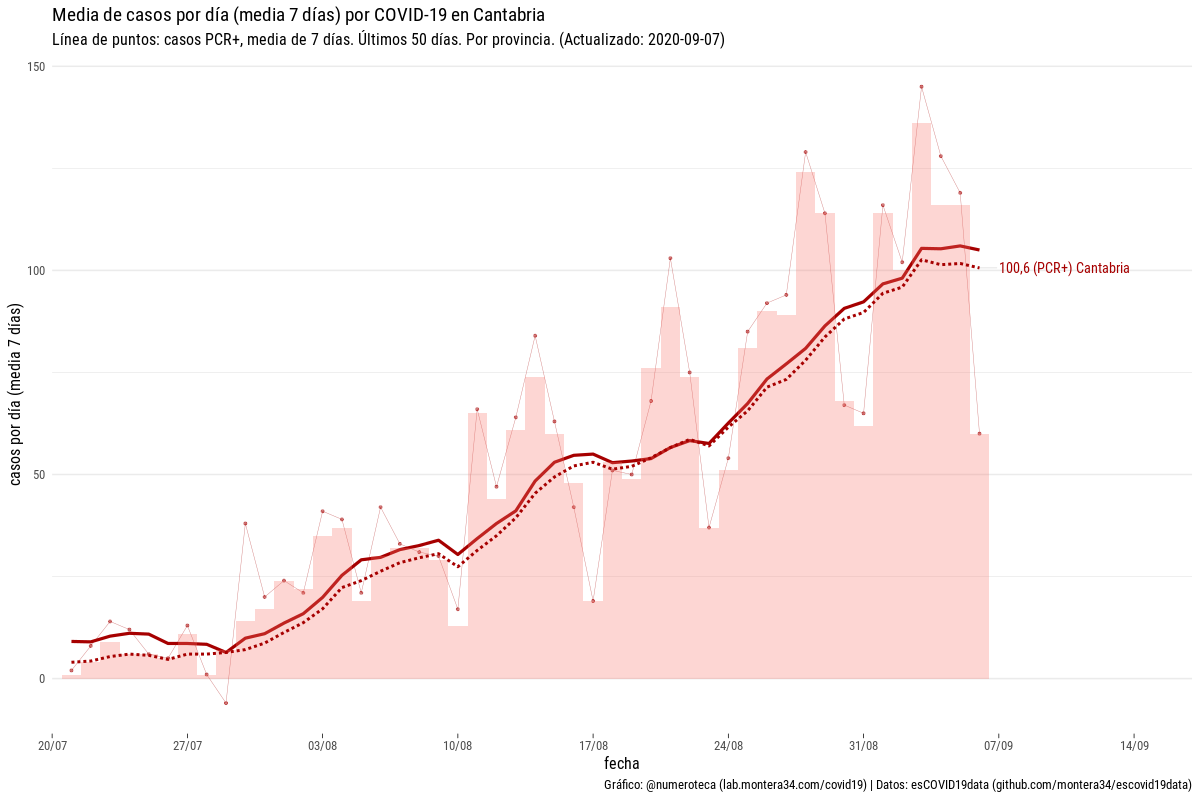 Media de casos por día (media 7 días) por COVID-19 en Cantabria
Línea de puntos: casos PCR+, media de 7 días. Últimos 50 días. Por provincia. (Actualizado: 2020-09-07)
casos por día (media 7 días)
150
100
50
0
100,6 (PCR+) Cantabria
20/07
27/07
03/08
10/08
17/08
24/08
31/08
07/09
14/09
fecha
Gráfico: @numeroteca (lab.montera34.com/covid19) | Datos: esCOVID19data (github.com/montera34/escovid19data)